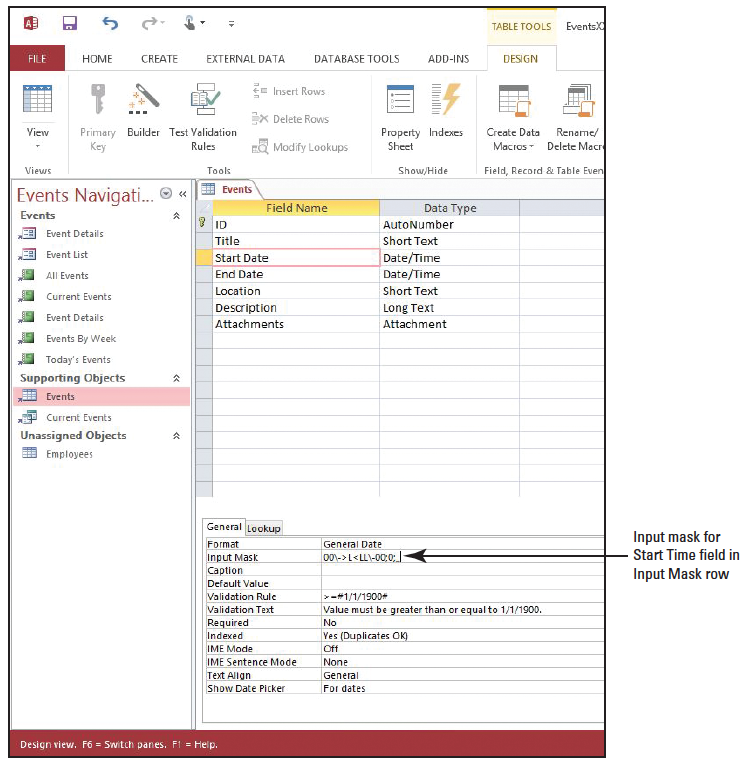 TABLE TOOLS EventsXX
FILE HOME CREATE EXTERNAL DATA DATABASE TOOLS ADD-INS DESIGN
View
Primary Key
Builder
Test Validation Rules
Insert Rows
Delete Rows
Modify Lookups
Property Sheet
Indexes
Create Data Macros
Rename/ Delete Macro
Views Tools Show/Hide Field, Record & Table Even
Events Navigati... «
Events
Event Details
Event List
All Events
Current Events
Event Details
Events By Week
Today's Events
Supporting Objects
Events
Current Events
Unassigned Objects
Employees
Events
Field Name Data Type
ID AutoNumber
Title Short Text
Start Date Date/Time
End Date Date/Time
Location Short Text
Description Long Text
Attachments Attachment
General Lookup
Format General Date
Input Mask 00\->L<LL\-00;0;_
Caption
Default Value
Validation Rule >=#1/1/1900#
Validation Text Value must be greater than or equal to 1/1/1900.
Required No
Indexed Yes (Duplicates OK)
IME Mode Off
IME Sentence Mode None
Text Align General
Show Date Picker For dates
Input mask for
Start Time field in
Input Mask row
Design view. F6 = Switch panes. F1 = Help.